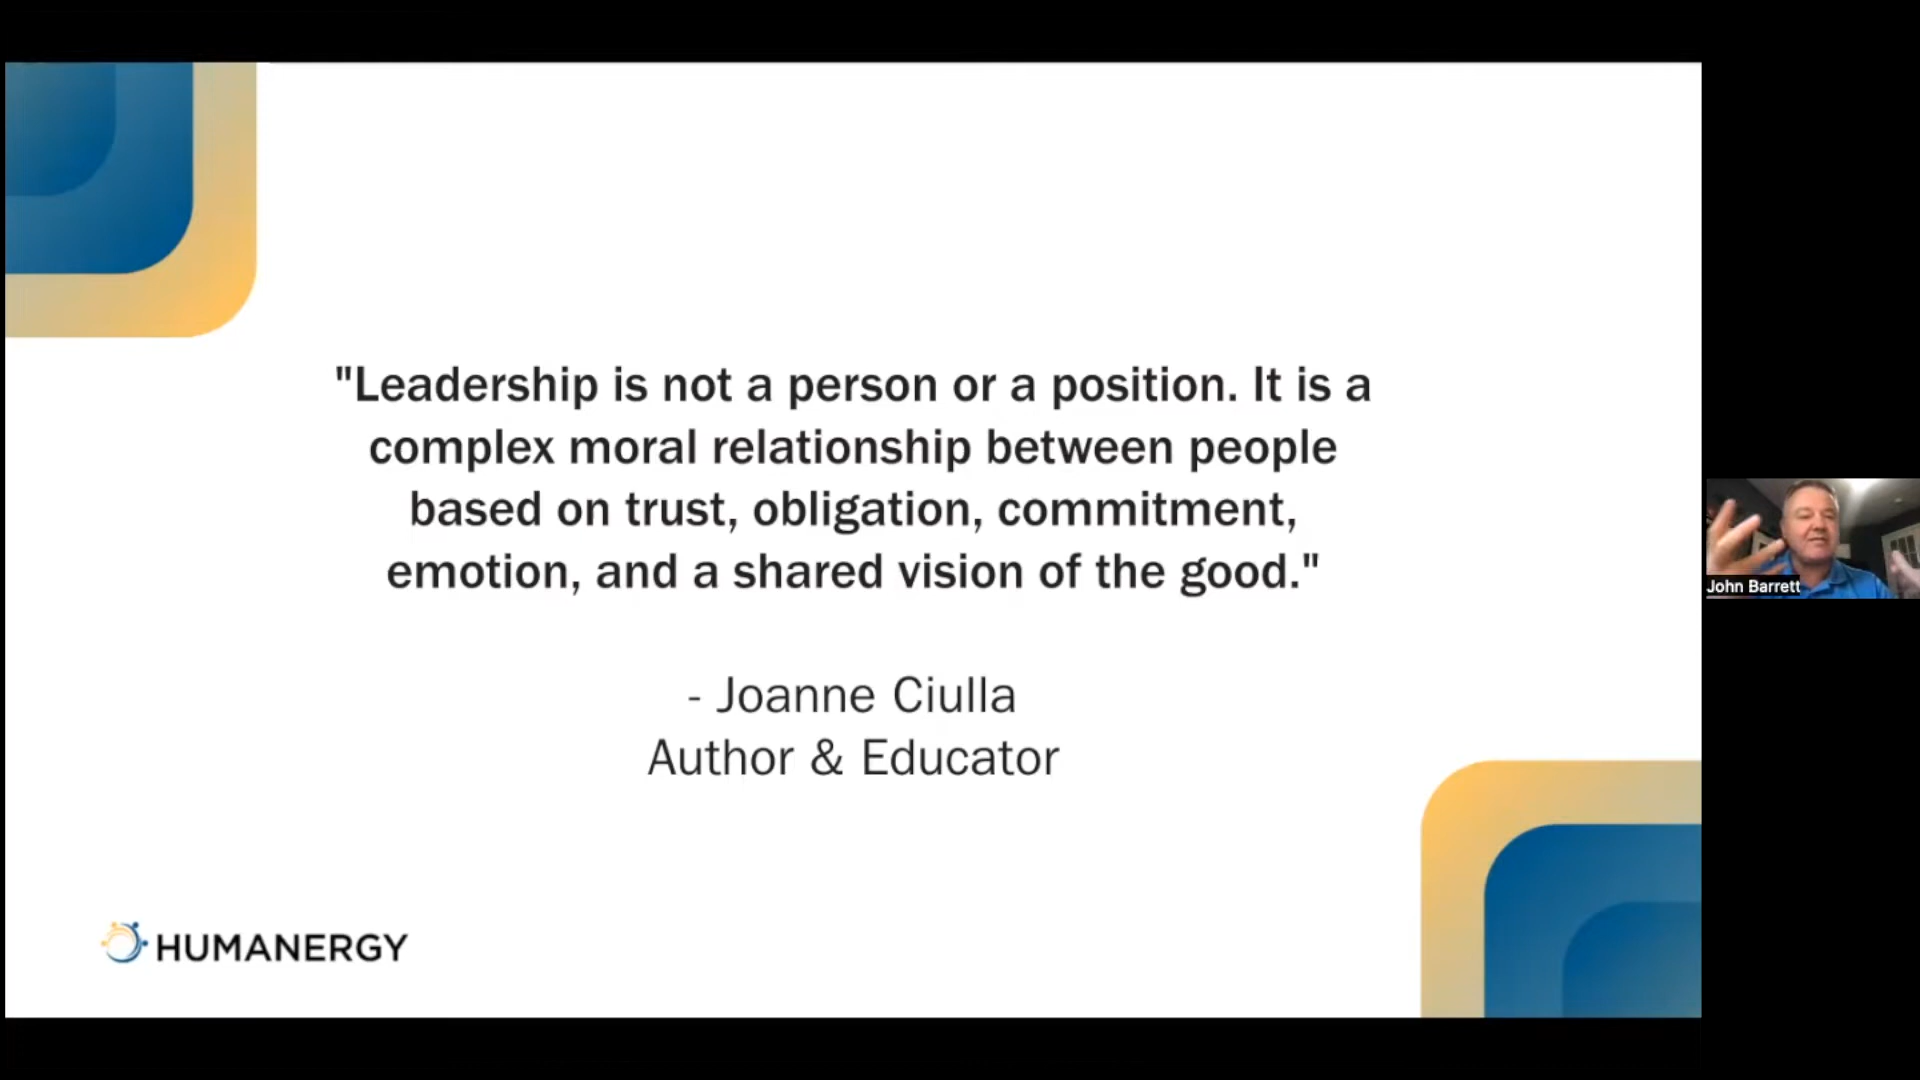 "Leadership is not a person or a position. It is a
complex moral relationship between people
based on trust, obligation, commitment,
emotion, and a shared vision of the good."
- Joanne Ciulla
Author & Educator
HUMANERGY
John Barrett